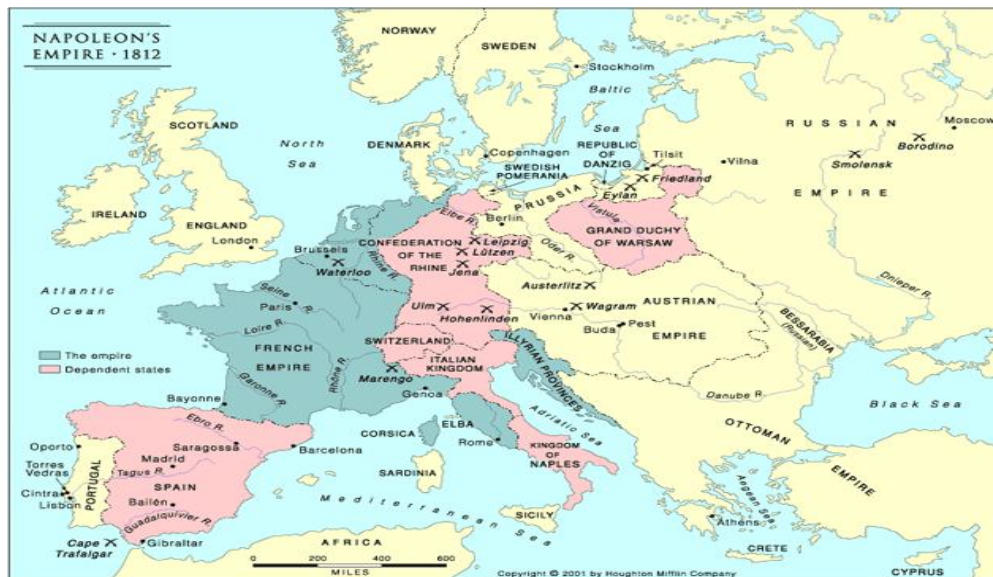 NAPOLEON'S
EMPIRE · 1812
NORWAY
SWEDEN
Stockholm
Baltic
Sea
SCOTLAND
North
Sea
DENMARK
Copenhagen
REPUBLIC
OF
DANZIG
SWEDISH
POMERANIA
Tilsit
Friedland
Eylan
Vilna
RUSSIAN
EMPIRE
Moscow
Borodino
Smolensk
IRELAND
ENGLAND
London
PRUSSIA
Berlin
Elbe R.
Oder R.
Vistula
GRAND DUCHY
OF WARSAW
Brussels
Waterloo
Rhine R.
CONFEDERATION
OF THE
RHINE
Leipzig
Lützen
Jena
Dnieper R.
Atlantic
Ocean
Seine R.
Paris
Loire R.
FRENCH
EMPIRE
Ulm
Hohenlinden
Austerlitz
Wagram
Vienna
AUSTRIAN
EMPIRE
Buda
Pest
BESSARABIA
(Russian)
SWITZERLAND
ITALIAN
KINGDOM
ILLYRIAN PROVINCES
The empire
Dependent states
Garonne R.
Rhône R.
Marengo
Genoa
Bayonne
Danube R.
Black Sea
Adriatic Sea
OTTOMAN
EMPIRE
Ebro R.
Oporto
Saragossa
Barcelona
Madrid
Torres
Vedras
Tagus R.
Cintra
Lisbon
PORTUGAL
SPAIN
Bailén
Guadalquivier R.
Cape
Trafalgar
Gibraltar
CORSICA
ELBA
Rome
SARDINIA
KINGDOM
OF
NAPLES
Mediterranean Sea
SICILY
Aegean Sea
Athens
CRETE
CYPRUS
AFRICA
0 200 400 600
MILES
Copyright © 2001 by Houghton Mifflin Company